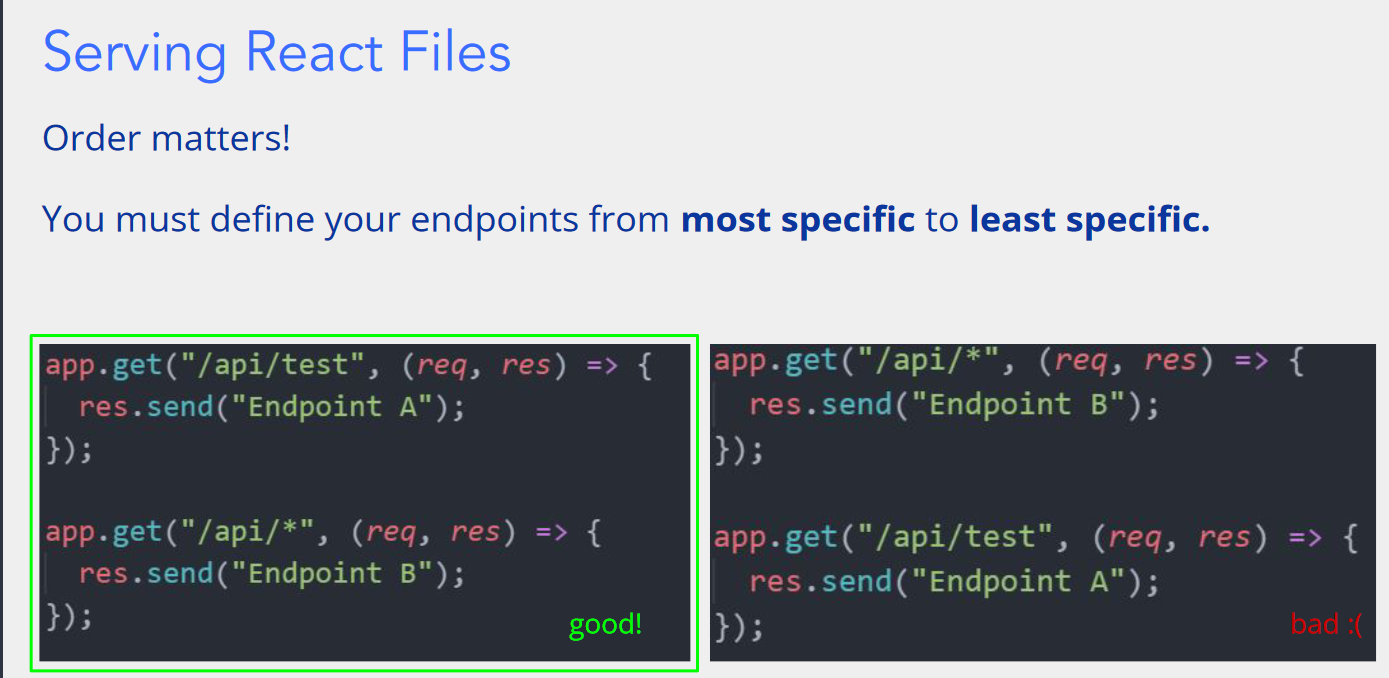 Serving React Files
Order matters!
You must define your endpoints from most specific to least specific.
app.get("/api/test", (req, res) => {
  res.send("Endpoint A");
});
app.get("/api/*", (req, res) => {
  res.send("Endpoint B");
});
good!
app.get("/api/*", (req, res) => {
  res.send("Endpoint B");
});
app.get("/api/test", (req, res) => {
  res.send("Endpoint A");
});
bad :(